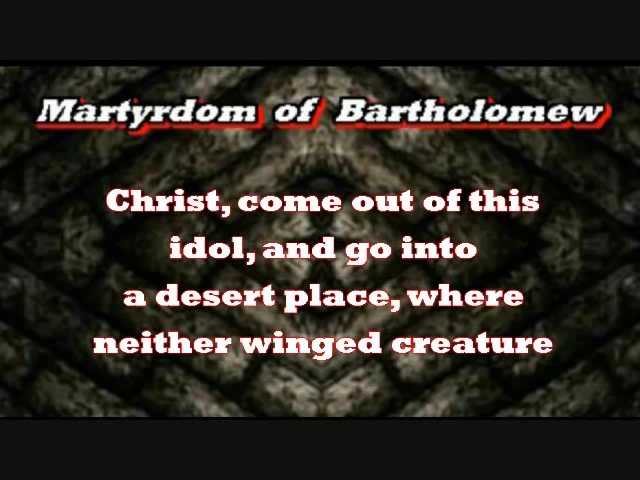 Martyrdom of Bartholomew
Christ, come out of this
idol, and go into
a desert place, where
neither winged creature